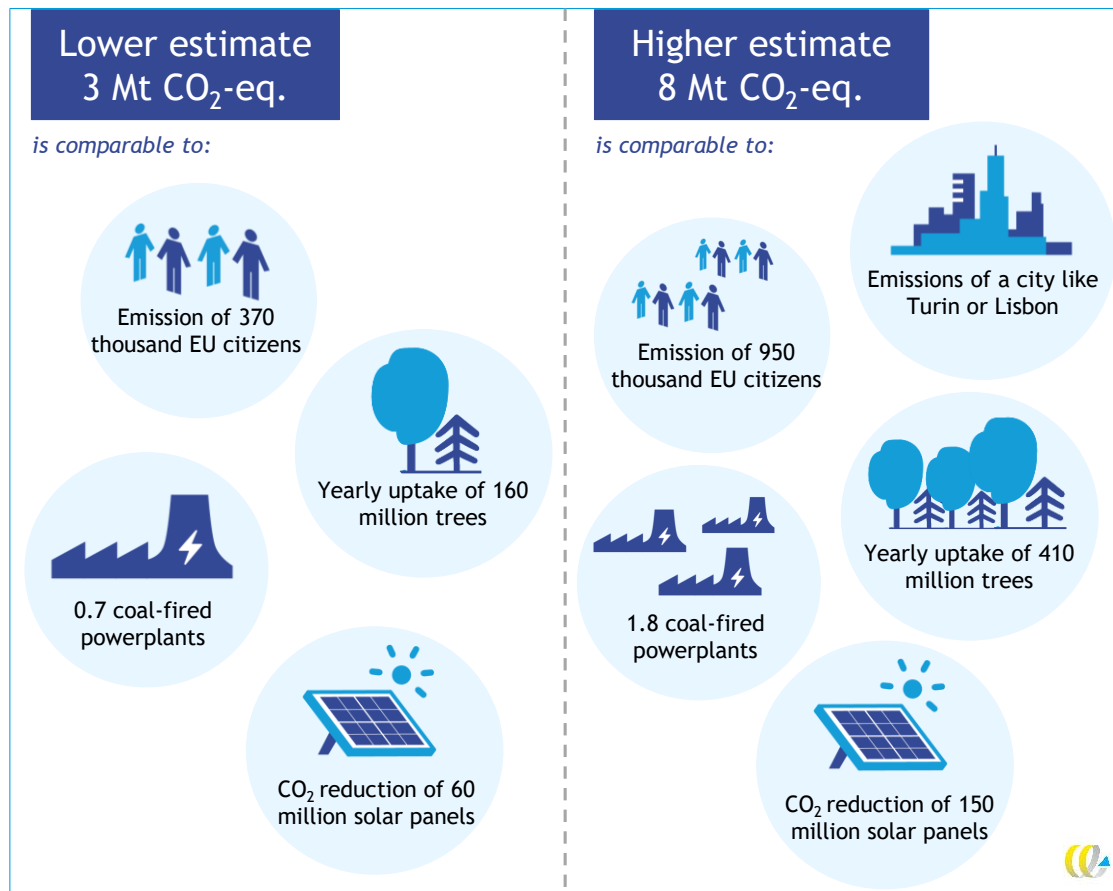 Lower estimate
3 Mt CO₂-eq.
is comparable to:
Emission of 370
thousand EU citizens
Yearly uptake of 160
million trees
0.7 coal-fired
powerplants
CO₂ reduction of 60
million solar panels
Higher estimate
8 Mt CO₂-eq.
is comparable to:
Emissions of a city like
Turin or Lisbon
Emission of 950
thousand EU citizens
Yearly uptake of 410
million trees
1.8 coal-fired
powerplants
CO₂ reduction of 150
million solar panels